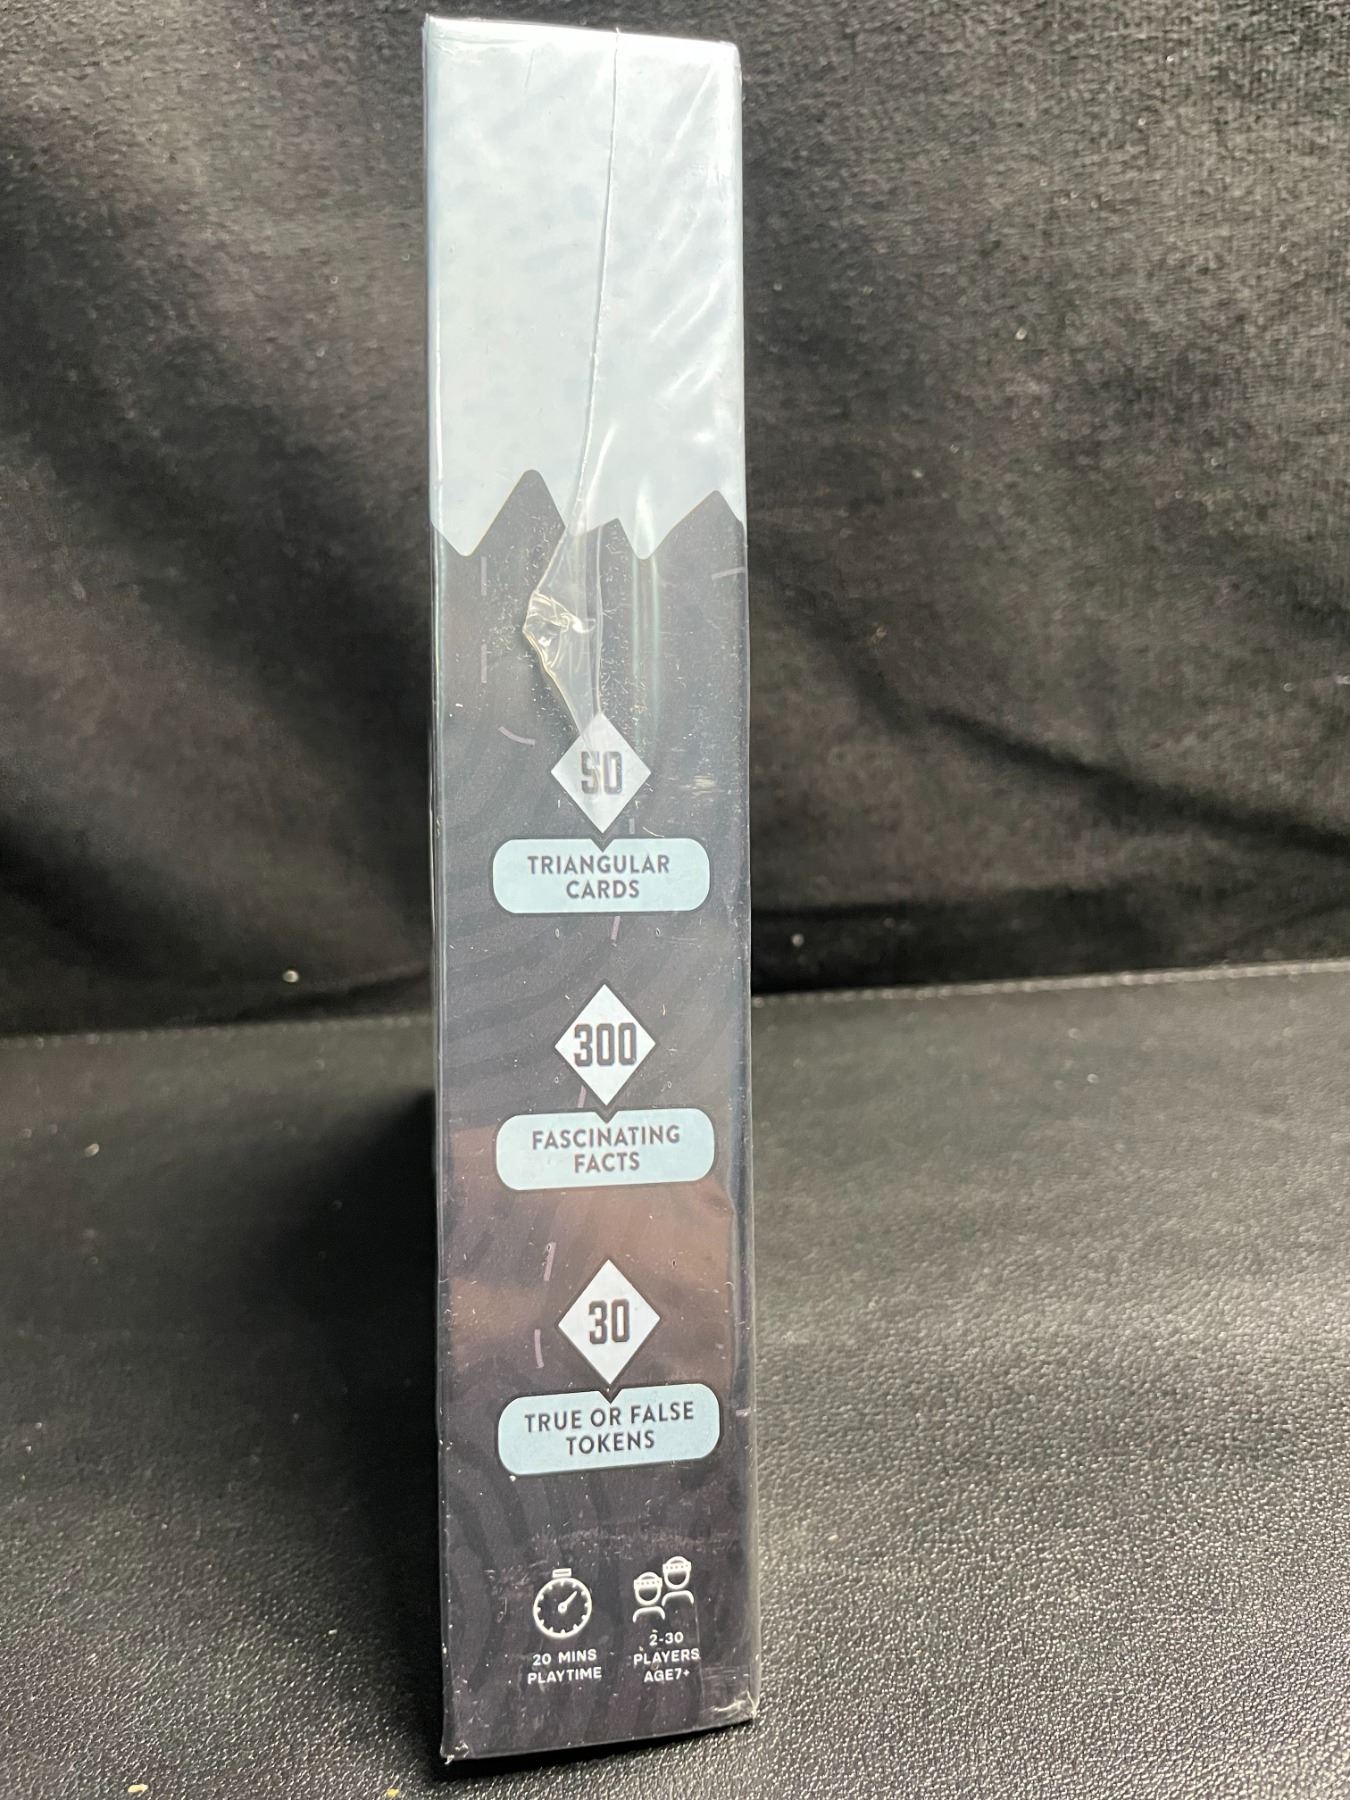 50
TRIANGULAR
CARDS
300
FASCINATING
FACTS
30
TRUE OR FALSE
TOKENS
20 MINS
PLAYTIME
2-30
PLAYERS
AGE7+